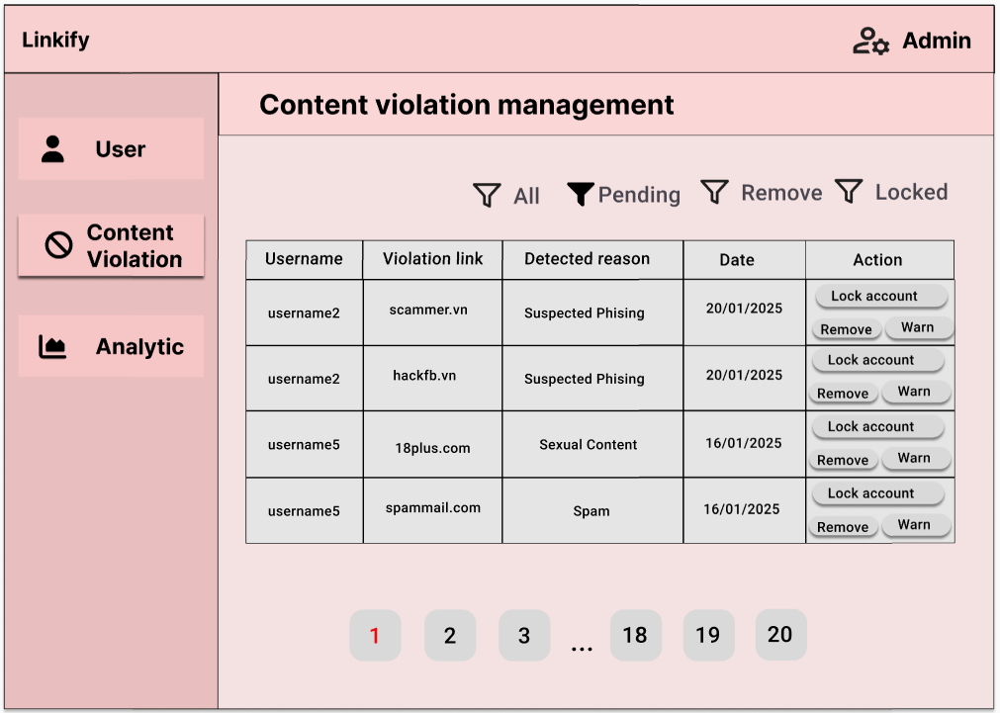 Linkify
Admin
Content violation management
User
Content
Violation
Analytic
All
Pending
Remove
Locked
Username
Violation link
Detected reason
Date
Action
username2
scammer.vn
Suspected Phising
20/01/2025
Lock account
Remove
Warn
username2
hackfb.vn
Suspected Phising
20/01/2025
Lock account
Remove
Warn
username5
18plus.com
Sexual Content
16/01/2025
Lock account
Remove
Warn
username5
spammail.com
Spam
16/01/2025
Lock account
Remove
Warn
1
2
3
...
18
19
20